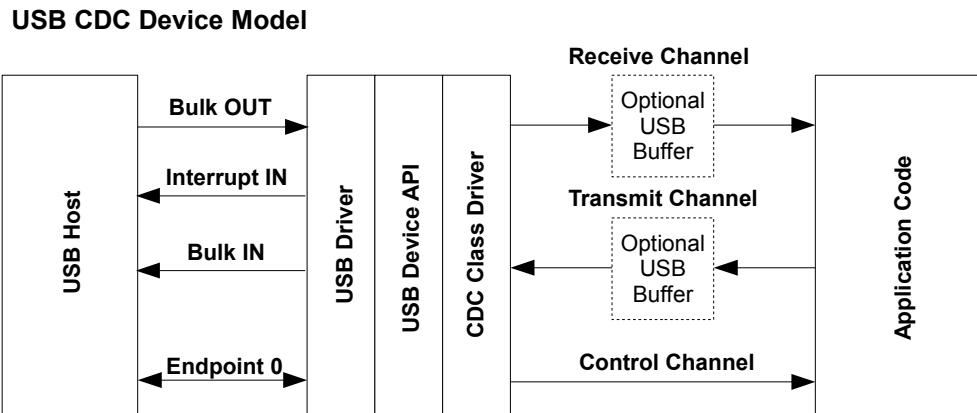 USB CDC Device Model
Receive Channel
Bulk OUT
Optional
USB
Buffer
Interrupt IN
Transmit Channel
Bulk IN
Optional
USB
Buffer
Endpoint 0
Control Channel
USB Host
USB Driver
USB Device API
CDC Class Driver
Application Code